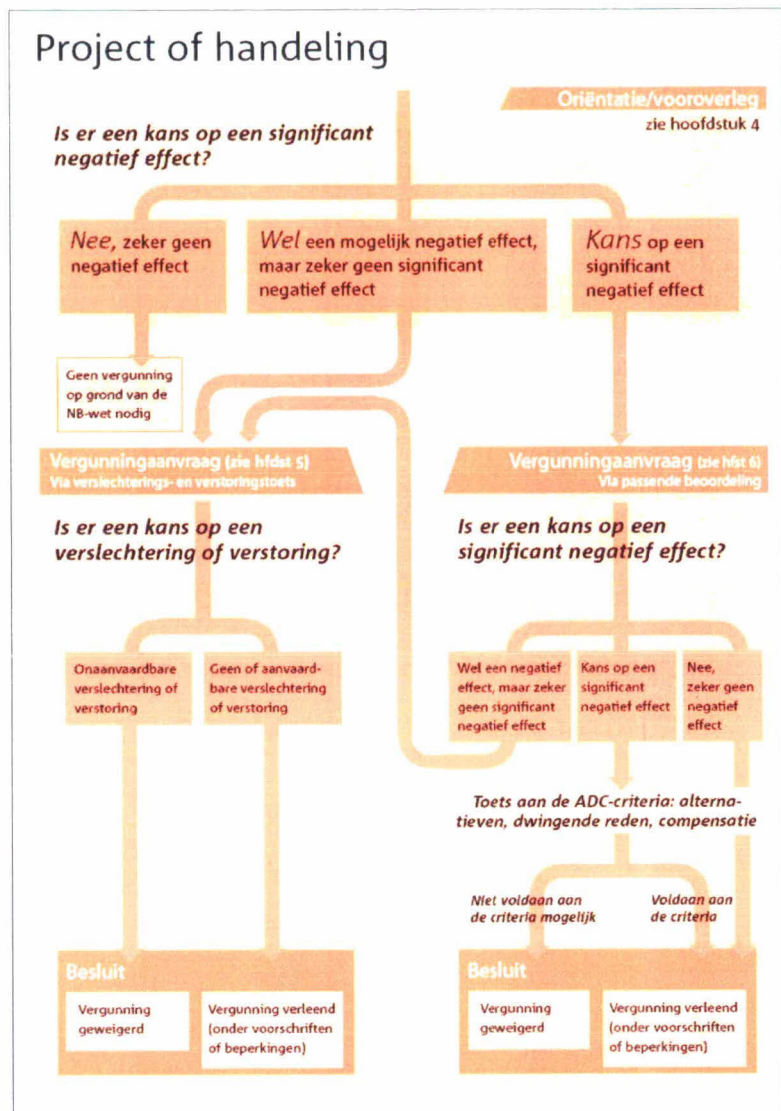 Project of handeling
Oriëntatie/vooroverleg
zie hoofdstuk 4
Is er een kans op een significant
negatief effect?
Nee, zeker geen
negatief effect
Wel een mogelijk negatief effect,
maar zeker geen significant
negatief effect
Kans op een
significant
negatief effect
Geen vergunning
op grond van de
NB-wet nodig
Vergunningaanvraag (zie hfdst 5)
Via verslechterings- en verstoringstoets
Vergunningaanvraag (zie hfst 6)
Via passende beoordeling
Is er een kans op een
verslechtering of verstoring?
Is er een kans op een
significant negatief effect?
Onaanvaardbare
verslechtering of
verstoring
Geen of aanvaard-
bare verslechtering
of verstoring
Wel een negatief
effect, maar zeker
geen significant
negatief effect
Kans op een
significant
negatief effect
Nee,
zeker geen
negatief
effect
Toets aan de ADC-criteria: alterna-
tieven, dwingende reden, compensatie
Niet voldaan aan
de criteria mogelijk
Voldaan aan
de criteria
Besluit
Vergunning
geweigerd
Vergunning verleend
(onder voorschriften
of beperkingen)
Besluit
Vergunning
geweigerd
Vergunning verleend
(onder voorschriften
of beperkingen)